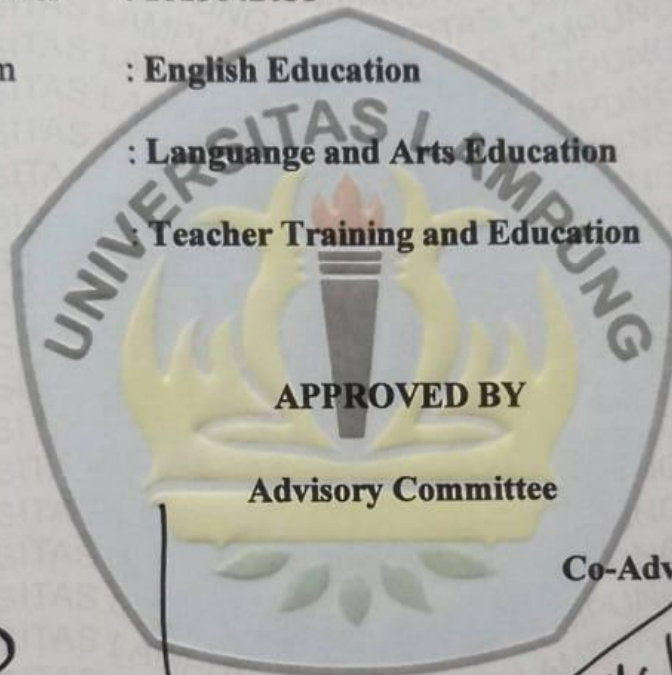 : English Education
: Languange and Arts Education
: Teacher Training and Education
UNIVERSITAS LAMPUNG
APPROVED BY
Advisory Committee